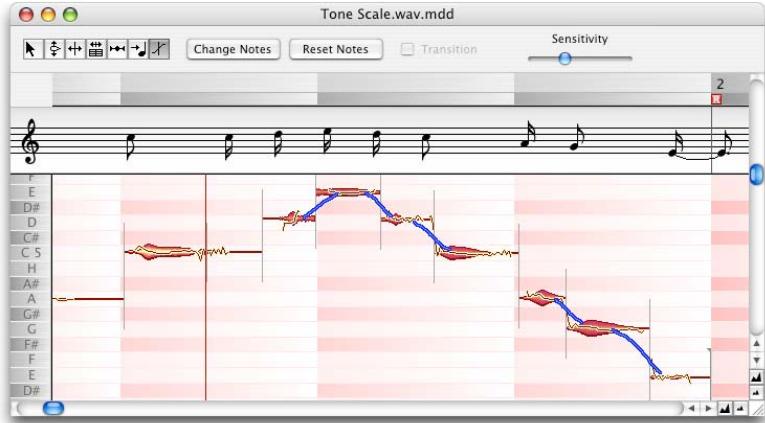 Tone Scale.wav.mdd
Change Notes Reset Notes Transition Sensitivity
2
F
E
D#
D
C#
C 5
H
A#
A
G#
G
F#
F
E
D#